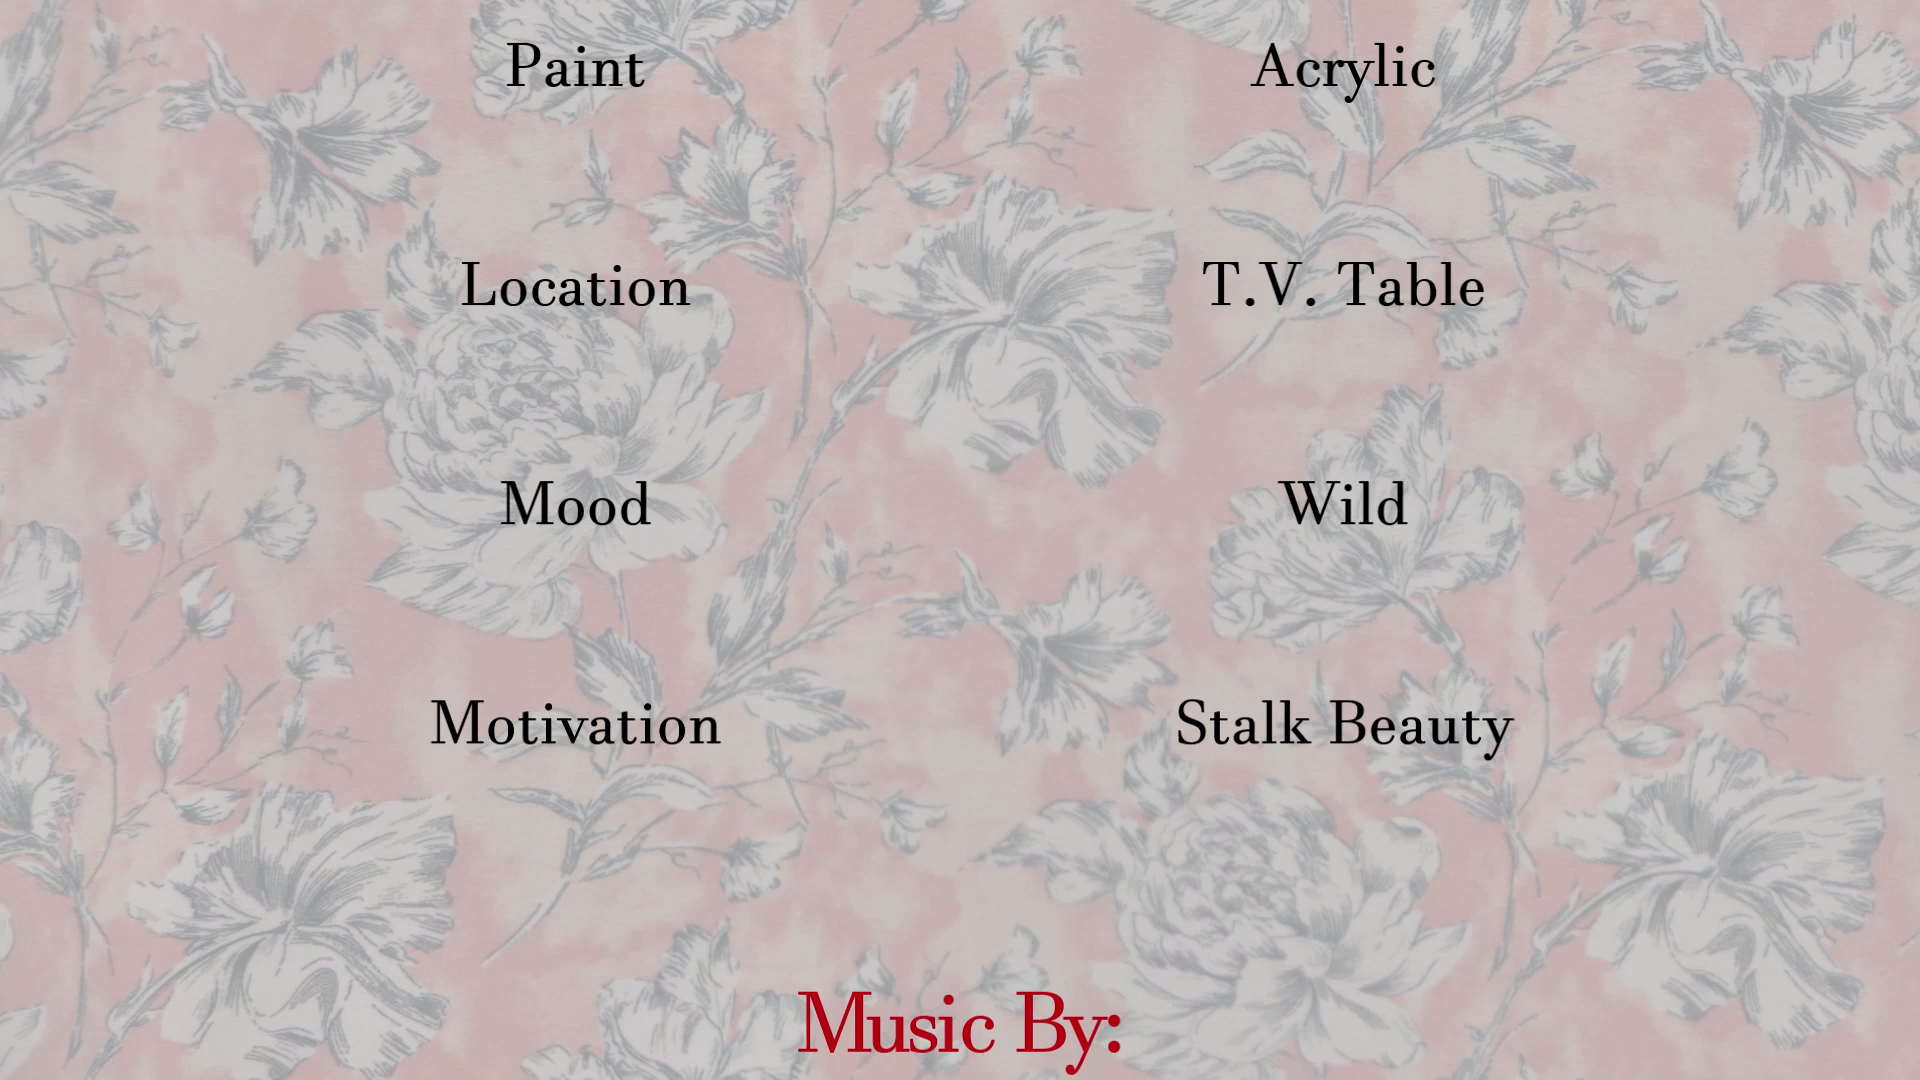 Paint Acrylic
Location T.V. Table
Mood Wild
Motivation Stalk Beauty
Music By: